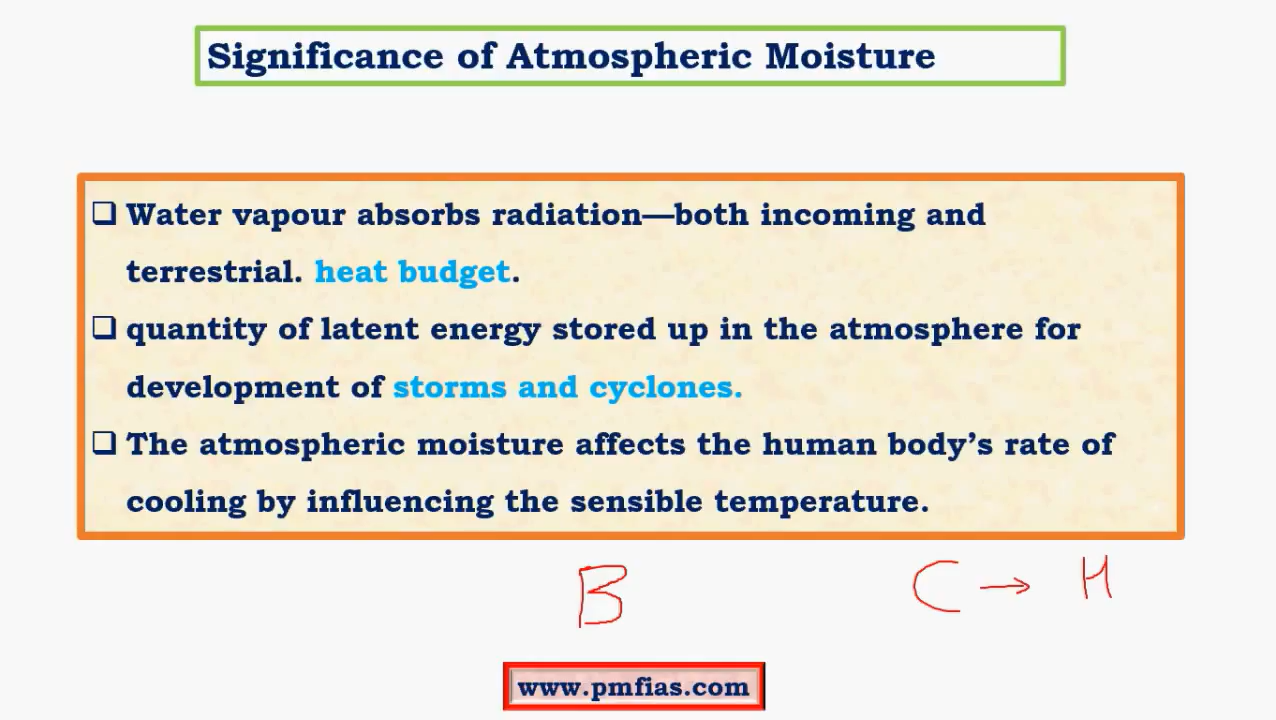 Significance of Atmospheric Moisture
❑ Water vapour absorbs radiation—both incoming and
terrestrial. heat budget.
❑ quantity of latent energy stored up in the atmosphere for
development of storms and cyclones.
❑ The atmospheric moisture affects the human body’s rate of
cooling by influencing the sensible temperature.
B C → H
www.pmfias.com